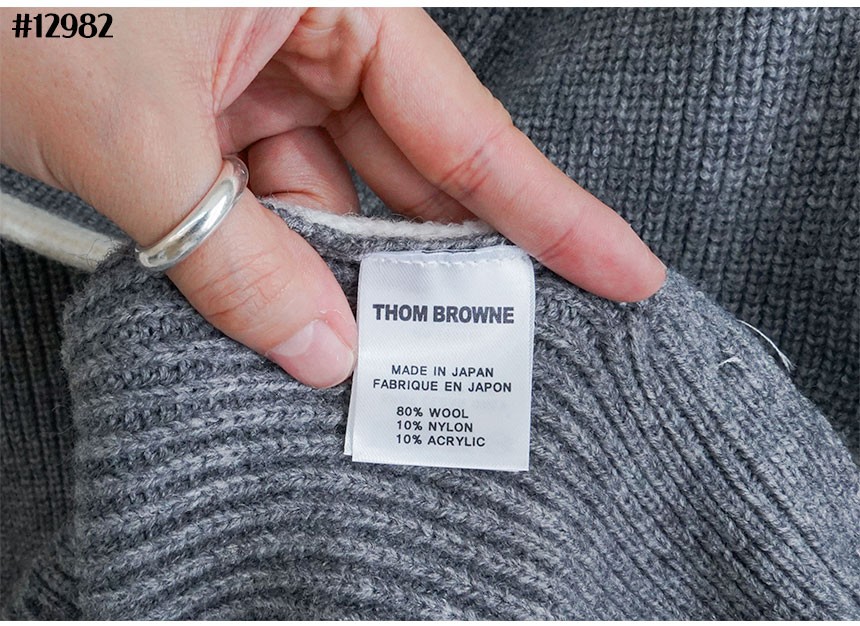 #12982
THOM BROWNE
MADE IN JAPAN
FABRIQUE EN JAPON
80% WOOL
10% NYLON
10% ACRYLIC